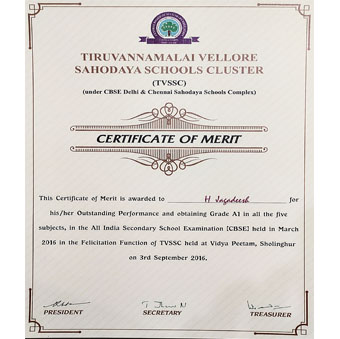 TIRUVANNAMALAI VELLORE
SAHODAYA SCHOOLS CLUSTER
(TVSSC)
(under CBSE Delhi & Chennai Sahodaya Schools Complex)
CERTIFICATE OF MERIT
This Certificate of Merit is awarded to H Jagadeesh for
his/her Outstanding Performance and obtaining Grade A1 in all the five
subjects, in the All India Secondary School Examination [CBSE] held in March
2016 in the Felicitation Function of TVSSC held at Vidya Peetam, Sholinghur
on 3rd September 2016.
PRESIDENT
SECRETARY
TREASURER